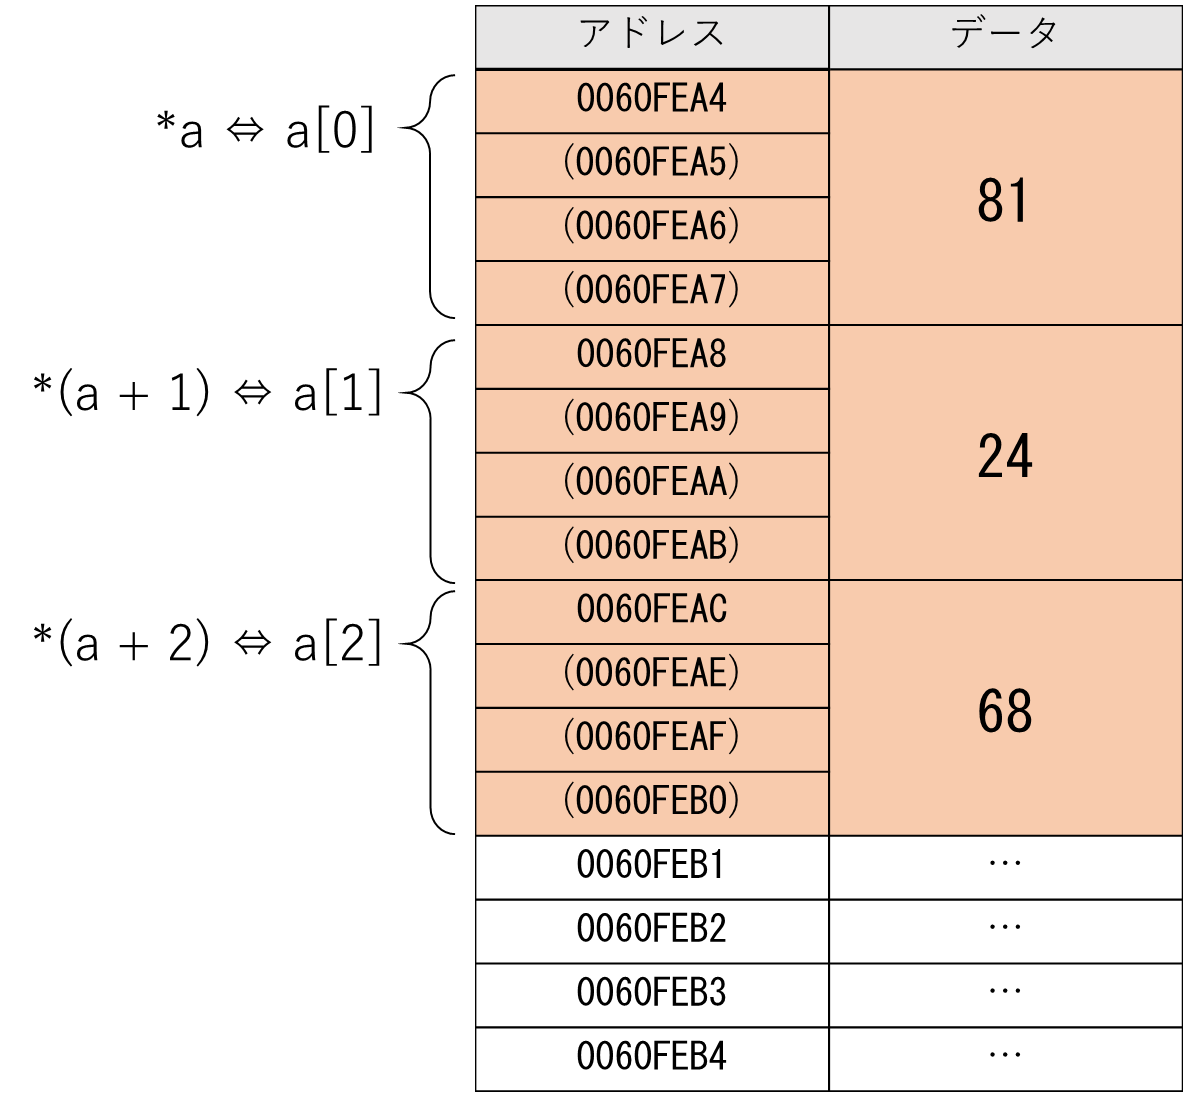 アドレス データ
*a ⇔ a[0]
0060FEA4
(0060FEA5)
(0060FEA6)
(0060FEA7)
81
*(a + 1) ⇔ a[1]
0060FEA8
(0060FEA9)
(0060FEAA)
(0060FEAB)
24
*(a + 2) ⇔ a[2]
0060FEAC
(0060FEAE)
(0060FEAF)
(0060FEB0)
68
0060FEB1 …
0060FEB2 …
0060FEB3 …
0060FEB4 …